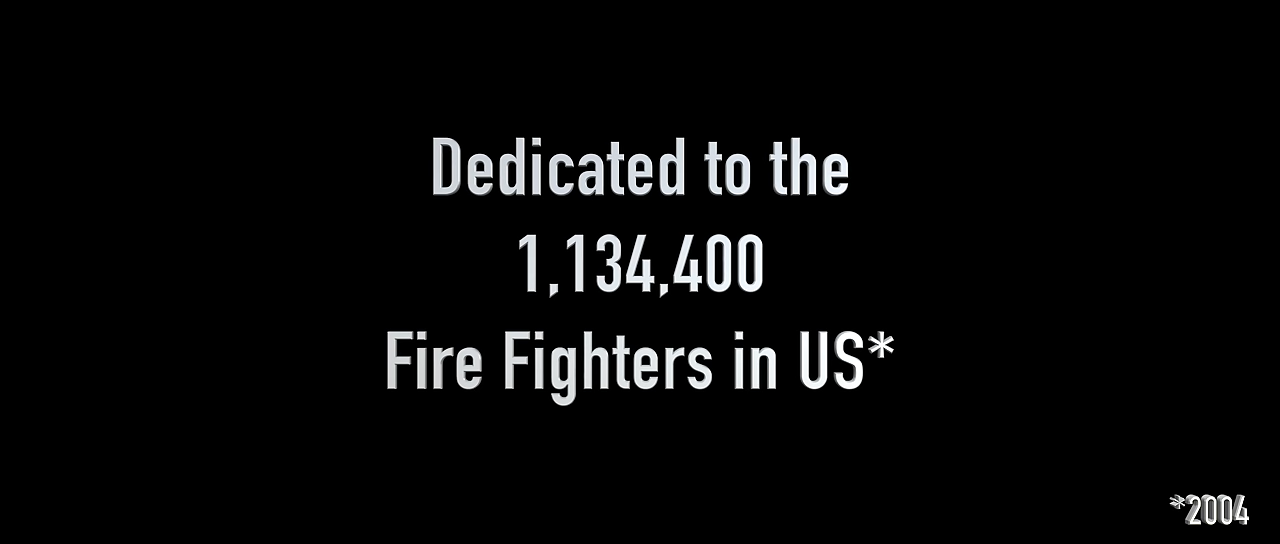 Dedicated to the
1,134,400
Fire Fighters in US*
*2004